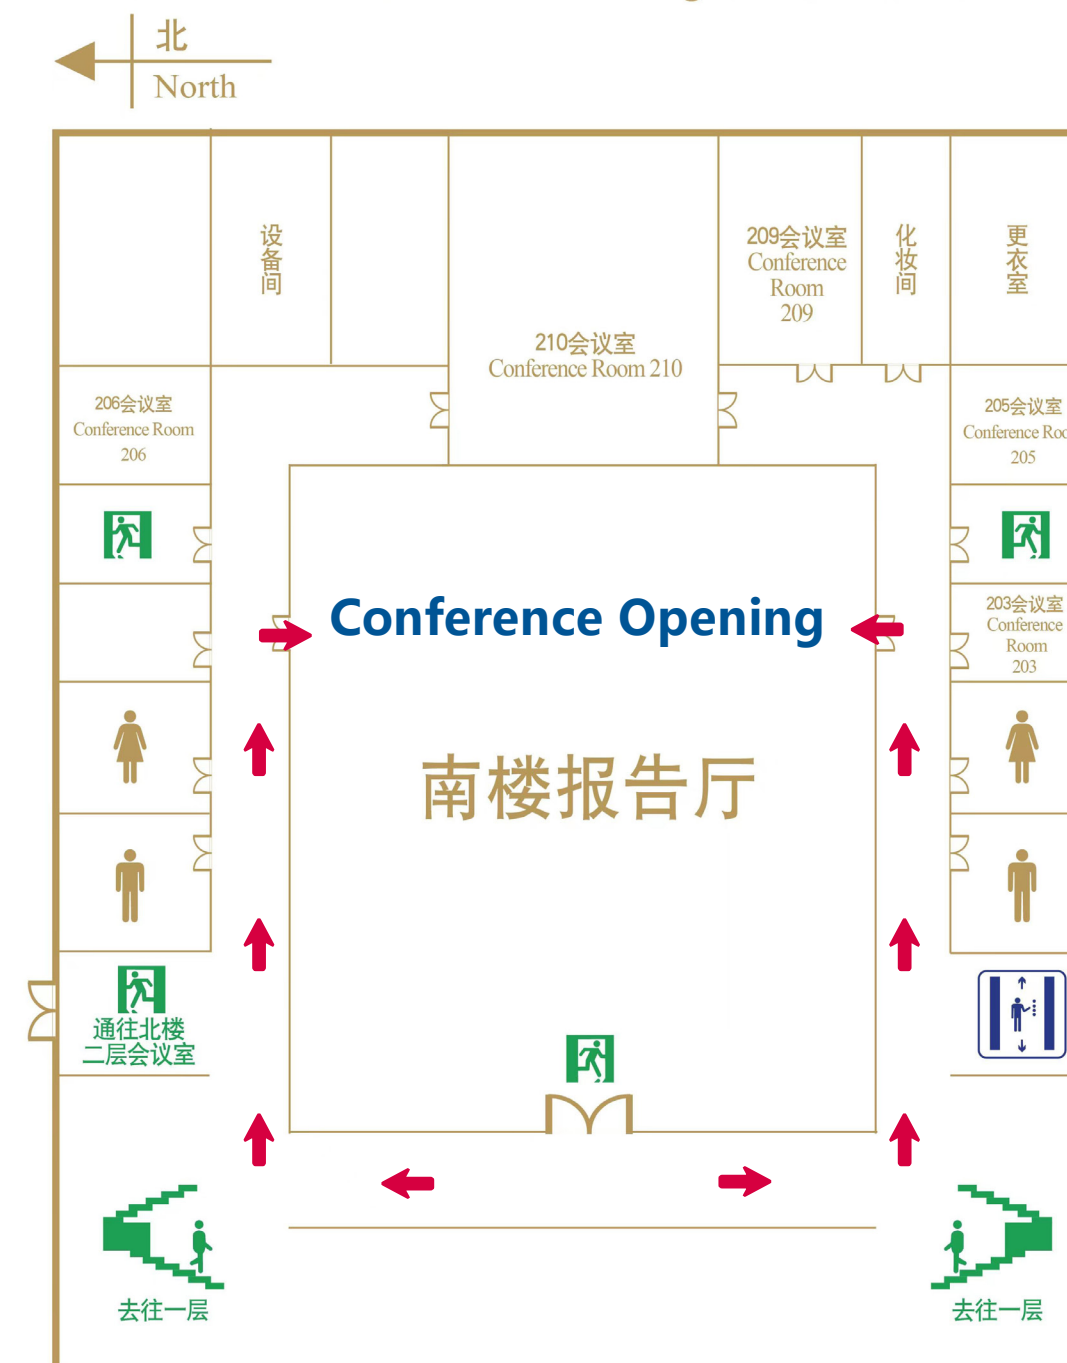 北
North
设备间
209会议室
Conference
Room
209
化妆间
更衣室
210会议室
Conference Room 210
206会议室
Conference Room
206
205会议室
Conference
205
203会议室
Conference
Room
203
Conference Opening
南楼报告厅
通往北楼
二层会议室
去往一层
去往一层